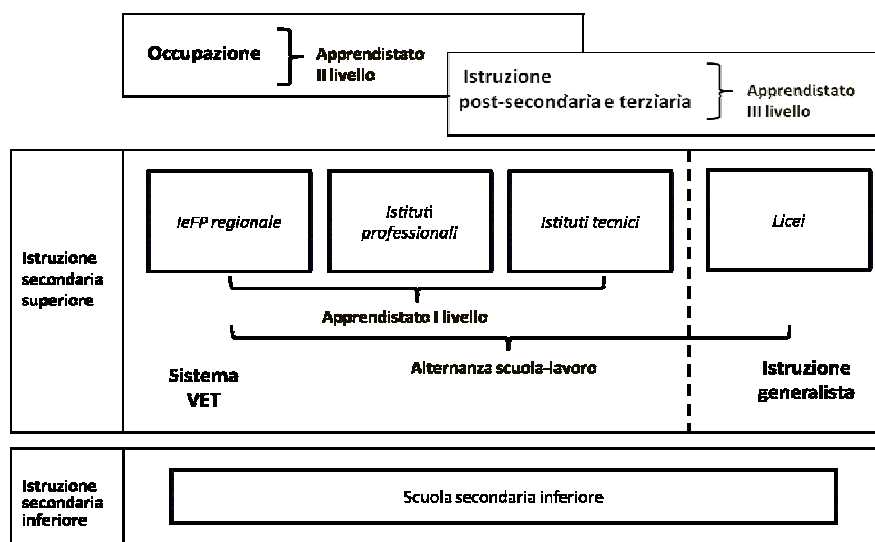 Occupazione
Apprendistato
II livello
Istruzione
post-secondaria e terziaria
Apprendistato
III livello
Istruzione
secondaria
superiore
IeFP regionale
Istituti
professionali
Istituti tecnici
Licei
Apprendistato I livello
Alternanza scuola-lavoro
Sistema
VET
Istruzione
generalista
Istruzione
secondaria
inferiore
Scuola secondaria inferiore